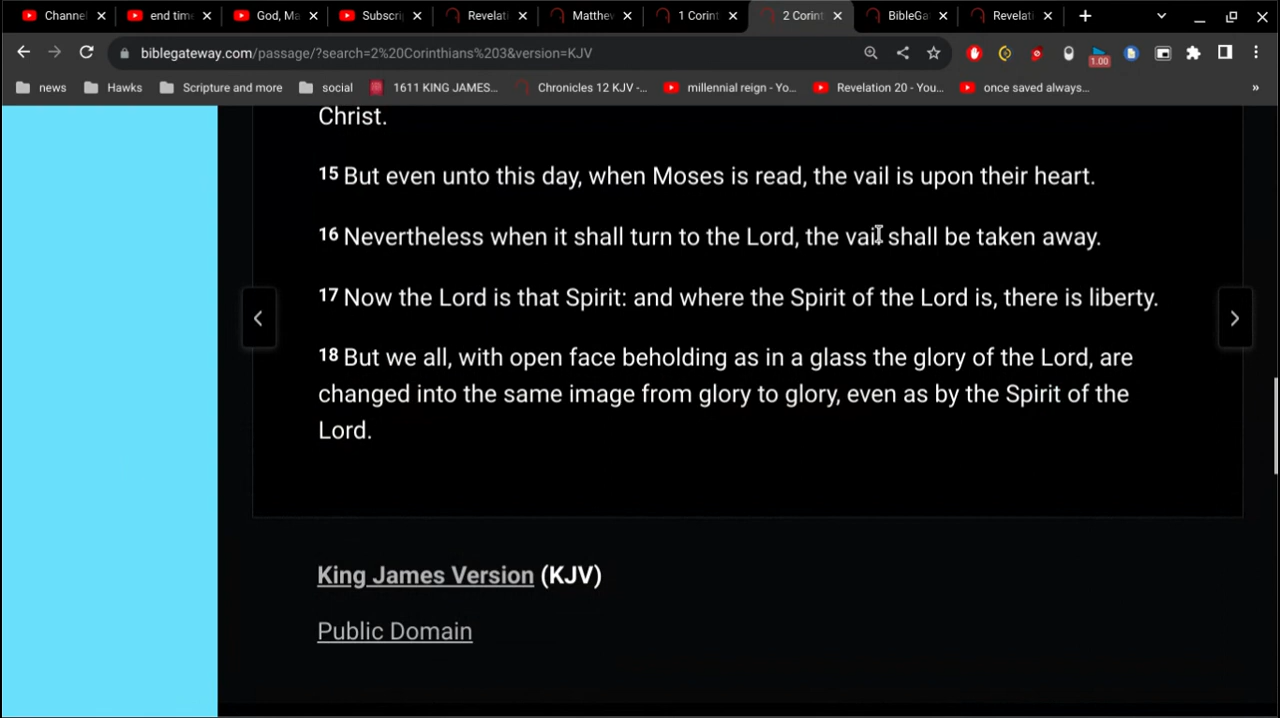 Channel
end time
God, Ma
Subscri
Revelati
Matthew
1 Corint
2 Corint
BibleGa
Revelati
biblegateway.com/passage/?search=2%20Corinthians%203&version=KJV
1.00
news
Hawks
Scripture and more
social
1611 KING JAMES...
Chronicles 12 KJV -...
millennial reign - Yo...
Revelation 20 - You...
once saved always...
Christ.
15 But even unto this day, when Moses is read, the vail is upon their heart.
16 Nevertheless when it shall turn to the Lord, the vail shall be taken away.
17 Now the Lord is that Spirit: and where the Spirit of the Lord is, there is liberty.
18 But we all, with open face beholding as in a glass the glory of the Lord, are
changed into the same image from glory to glory, even as by the Spirit of the
Lord.
King James Version (KJV)
Public Domain